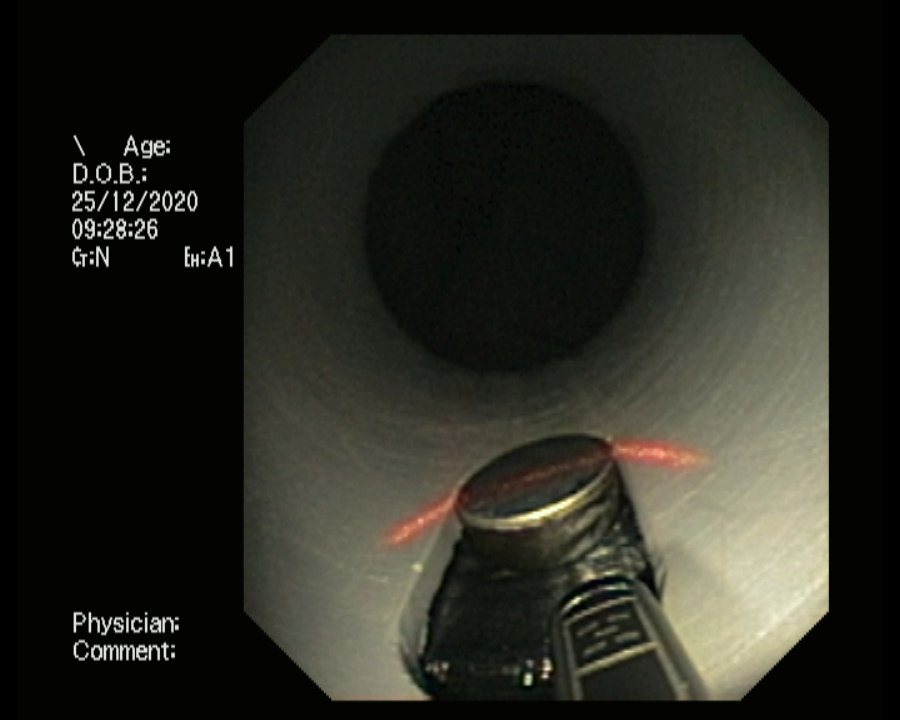 \ Age:
D.O.B.:
25/12/2020
09:28:26
Cr:N Eh:A1
Physician:
Comment: